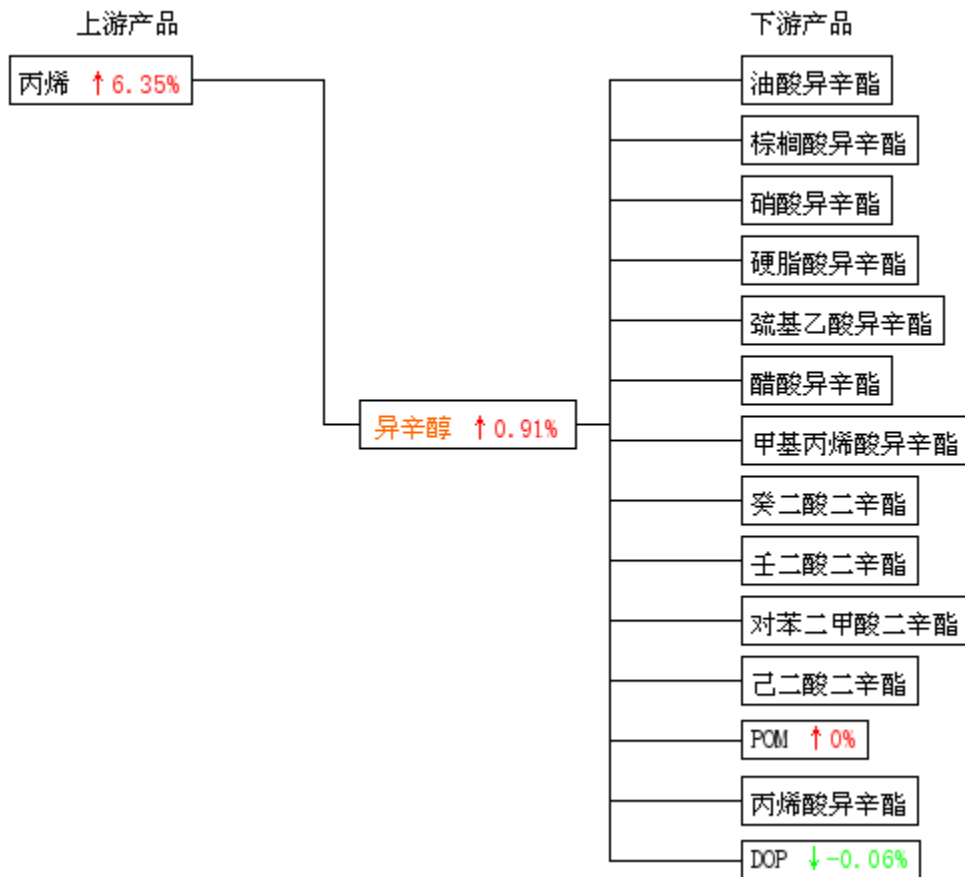 上游产品
下游产品
丙烯 ↑6.35%
油酸异辛酯
棕榈酸异辛酯
硝酸异辛酯
硬脂酸异辛酯
巯基乙酸异辛酯
醋酸异辛酯
异辛醇 ↑0.91%
甲基丙烯酸异辛酯
癸二酸二辛酯
壬二酸二辛酯
对苯二甲酸二辛酯
己二酸二辛酯
POM ↑0%
丙烯酸异辛酯
DOP ↓-0.06%